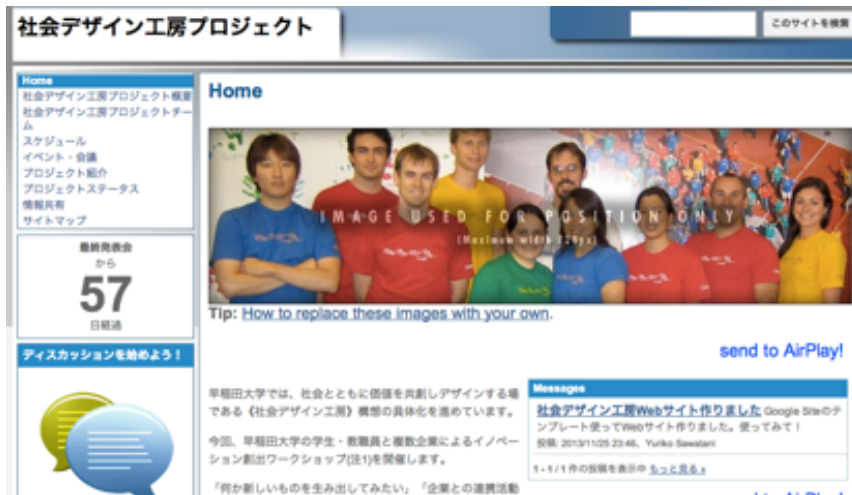 社会デザイン工房プロジェクト
このサイトを検索
Home
社会デザイン工房プロジェクト概要
社会デザイン工房プロジェクトチー
ム
スケジュール
イベント・会議
プロジェクト紹介
プロジェクトステータス
情報共有
サイトマップ
最終発表会
から
57
日経過
ディスカッションを始めよう！
Home
IMAGE USED FOR POSITION ONLY
(Maximum width 728px)
Tip: How to replace these images with your own.
send to AirPlay!
早稲田大学では、社会とともに価値を共創しデザインする場
である《社会デザイン工房》構想の具体化を進めています。
今回、早稲田大学の学生・教職員と複数企業によるイノベー
ション創出ワークショップ(注1)を開催します。
「何か新しいものを生み出してみたい」「企業との連携活動
Messages
社会デザイン工房Webサイト作りました Google Siteのテ
ンプレート使ってWebサイト作りました。使ってみて！
投稿: 2013/11/25 23:46、Yuriko Sawatani
1 - 1 / 1 件の投稿を表示中 もっと見る »